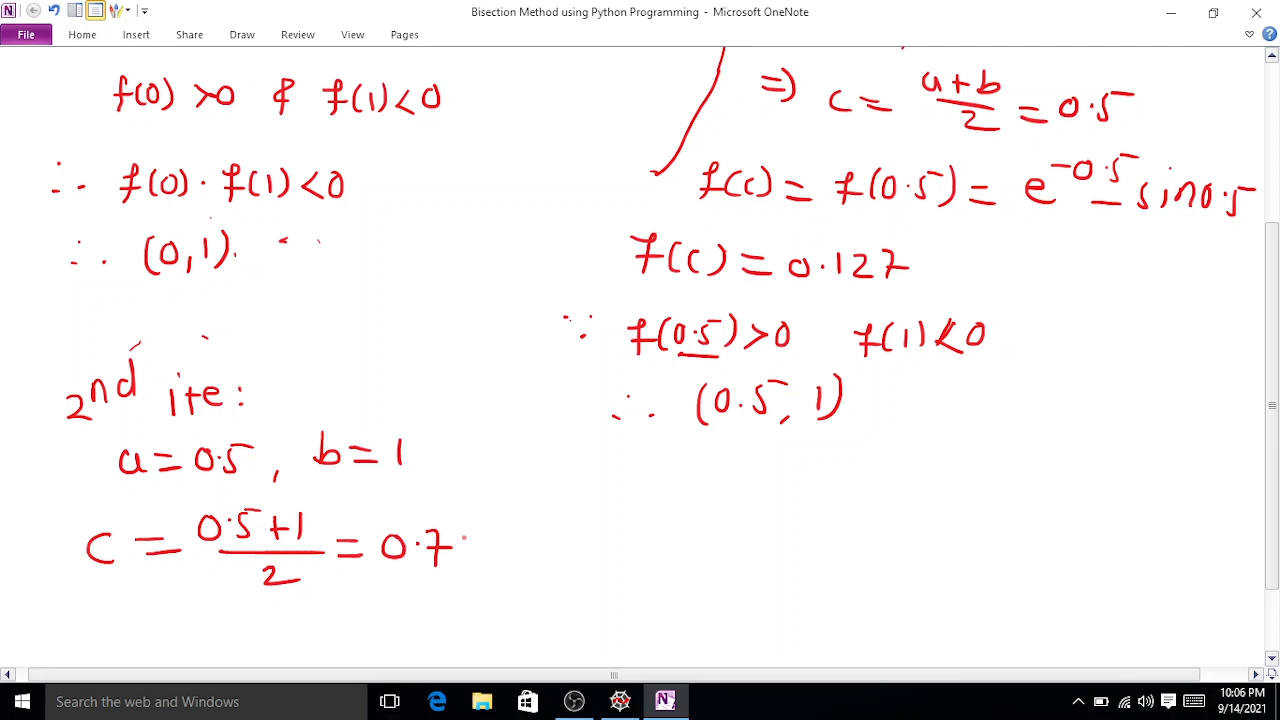 Bisection Method using Python Programming - Microsoft OneNote
File Home Insert Share Draw Review View Pages
f(0) >0 & f(1)<0
∴ f(0)·f(1)<0
∴ (0,1).
2nd ite:
a=0.5, b=1
c = (0.5+1)/2 = 0.7
⇒ c = (a+b)/2 = 0.5
f(c) = f(0.5) = e^-0.5 - sin0.5
f(c) = 0.127
∵ f(0.5)>0 f(1)<0
∴ (0.5, 1)
Search the web and Windows
10:06 PM
9/14/2021